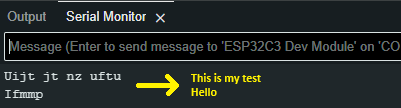 Output Serial Monitor
Message (Enter to send message to 'ESP32C3 Dev Module' on 'CO
Uijt jt nz uftu This is my test
Ifmmp Hello